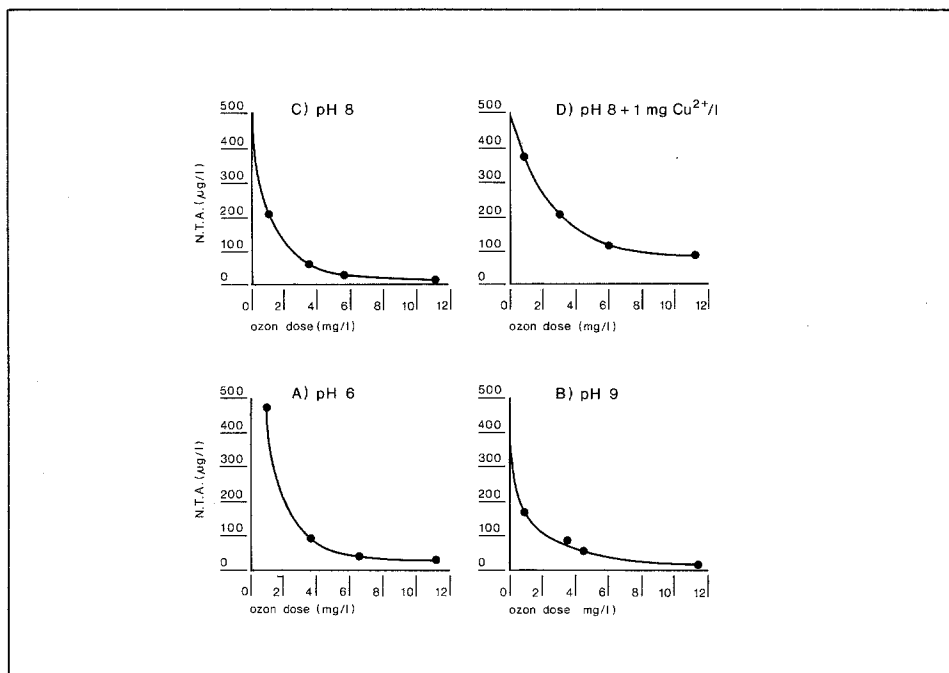 C) pH 8
500
400
300
200
100
0
N.T.A. (µg/l)
0 2 4 6 8 10 12
ozon dose (mg/l)
D) pH 8 + 1 mg Cu²⁺/l
500
400
300
200
100
0
0 2 4 6 8 10 12
ozon dose (mg/l)
A) pH 6
500
400
300
200
100
0
N.T.A. (µg/l)
0 2 4 6 8 10 12
ozon dose (mg/l)
B) pH 9
500
400
300
200
100
0
0 2 4 6 8 10 12
ozon dose mg/l)